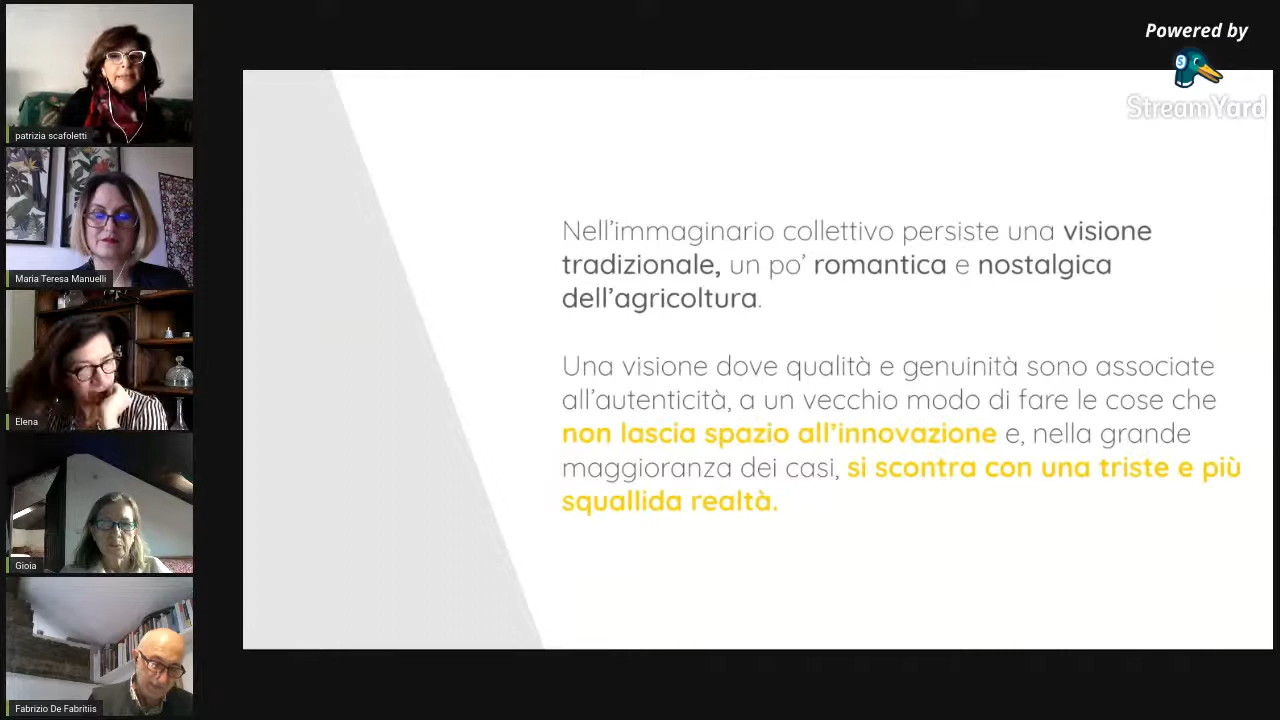 Powered by
StreamYard
patrizia scafoletti
Maria Teresa Manuelli
Elena
Gioia
Fabrizio De Fabritiis
Nell’immaginario collettivo persiste una visione
tradizionale, un po’ romantica e nostalgica
dell’agricoltura.
Una visione dove qualità e genuinità sono associate
all’autenticità, a un vecchio modo di fare le cose che
non lascia spazio all’innovazione e, nella grande
maggioranza dei casi, si scontra con una triste e più
squallida realtà.